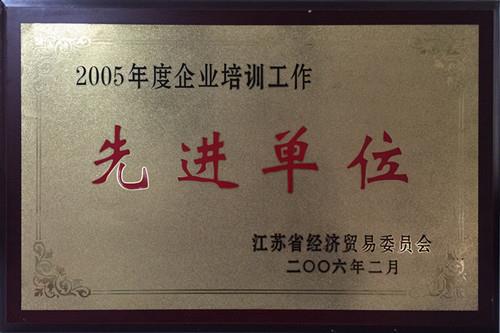 2005年度企业培训工作
先进单位
江苏省经济贸易委员会
二〇〇六年二月